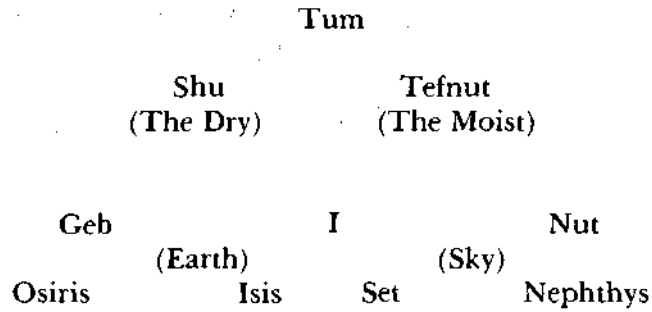 Tum
Shu Tefnut
(The Dry) (The Moist)
Geb I Nut
(Earth) (Sky)
Osiris Isis Set Nephthys